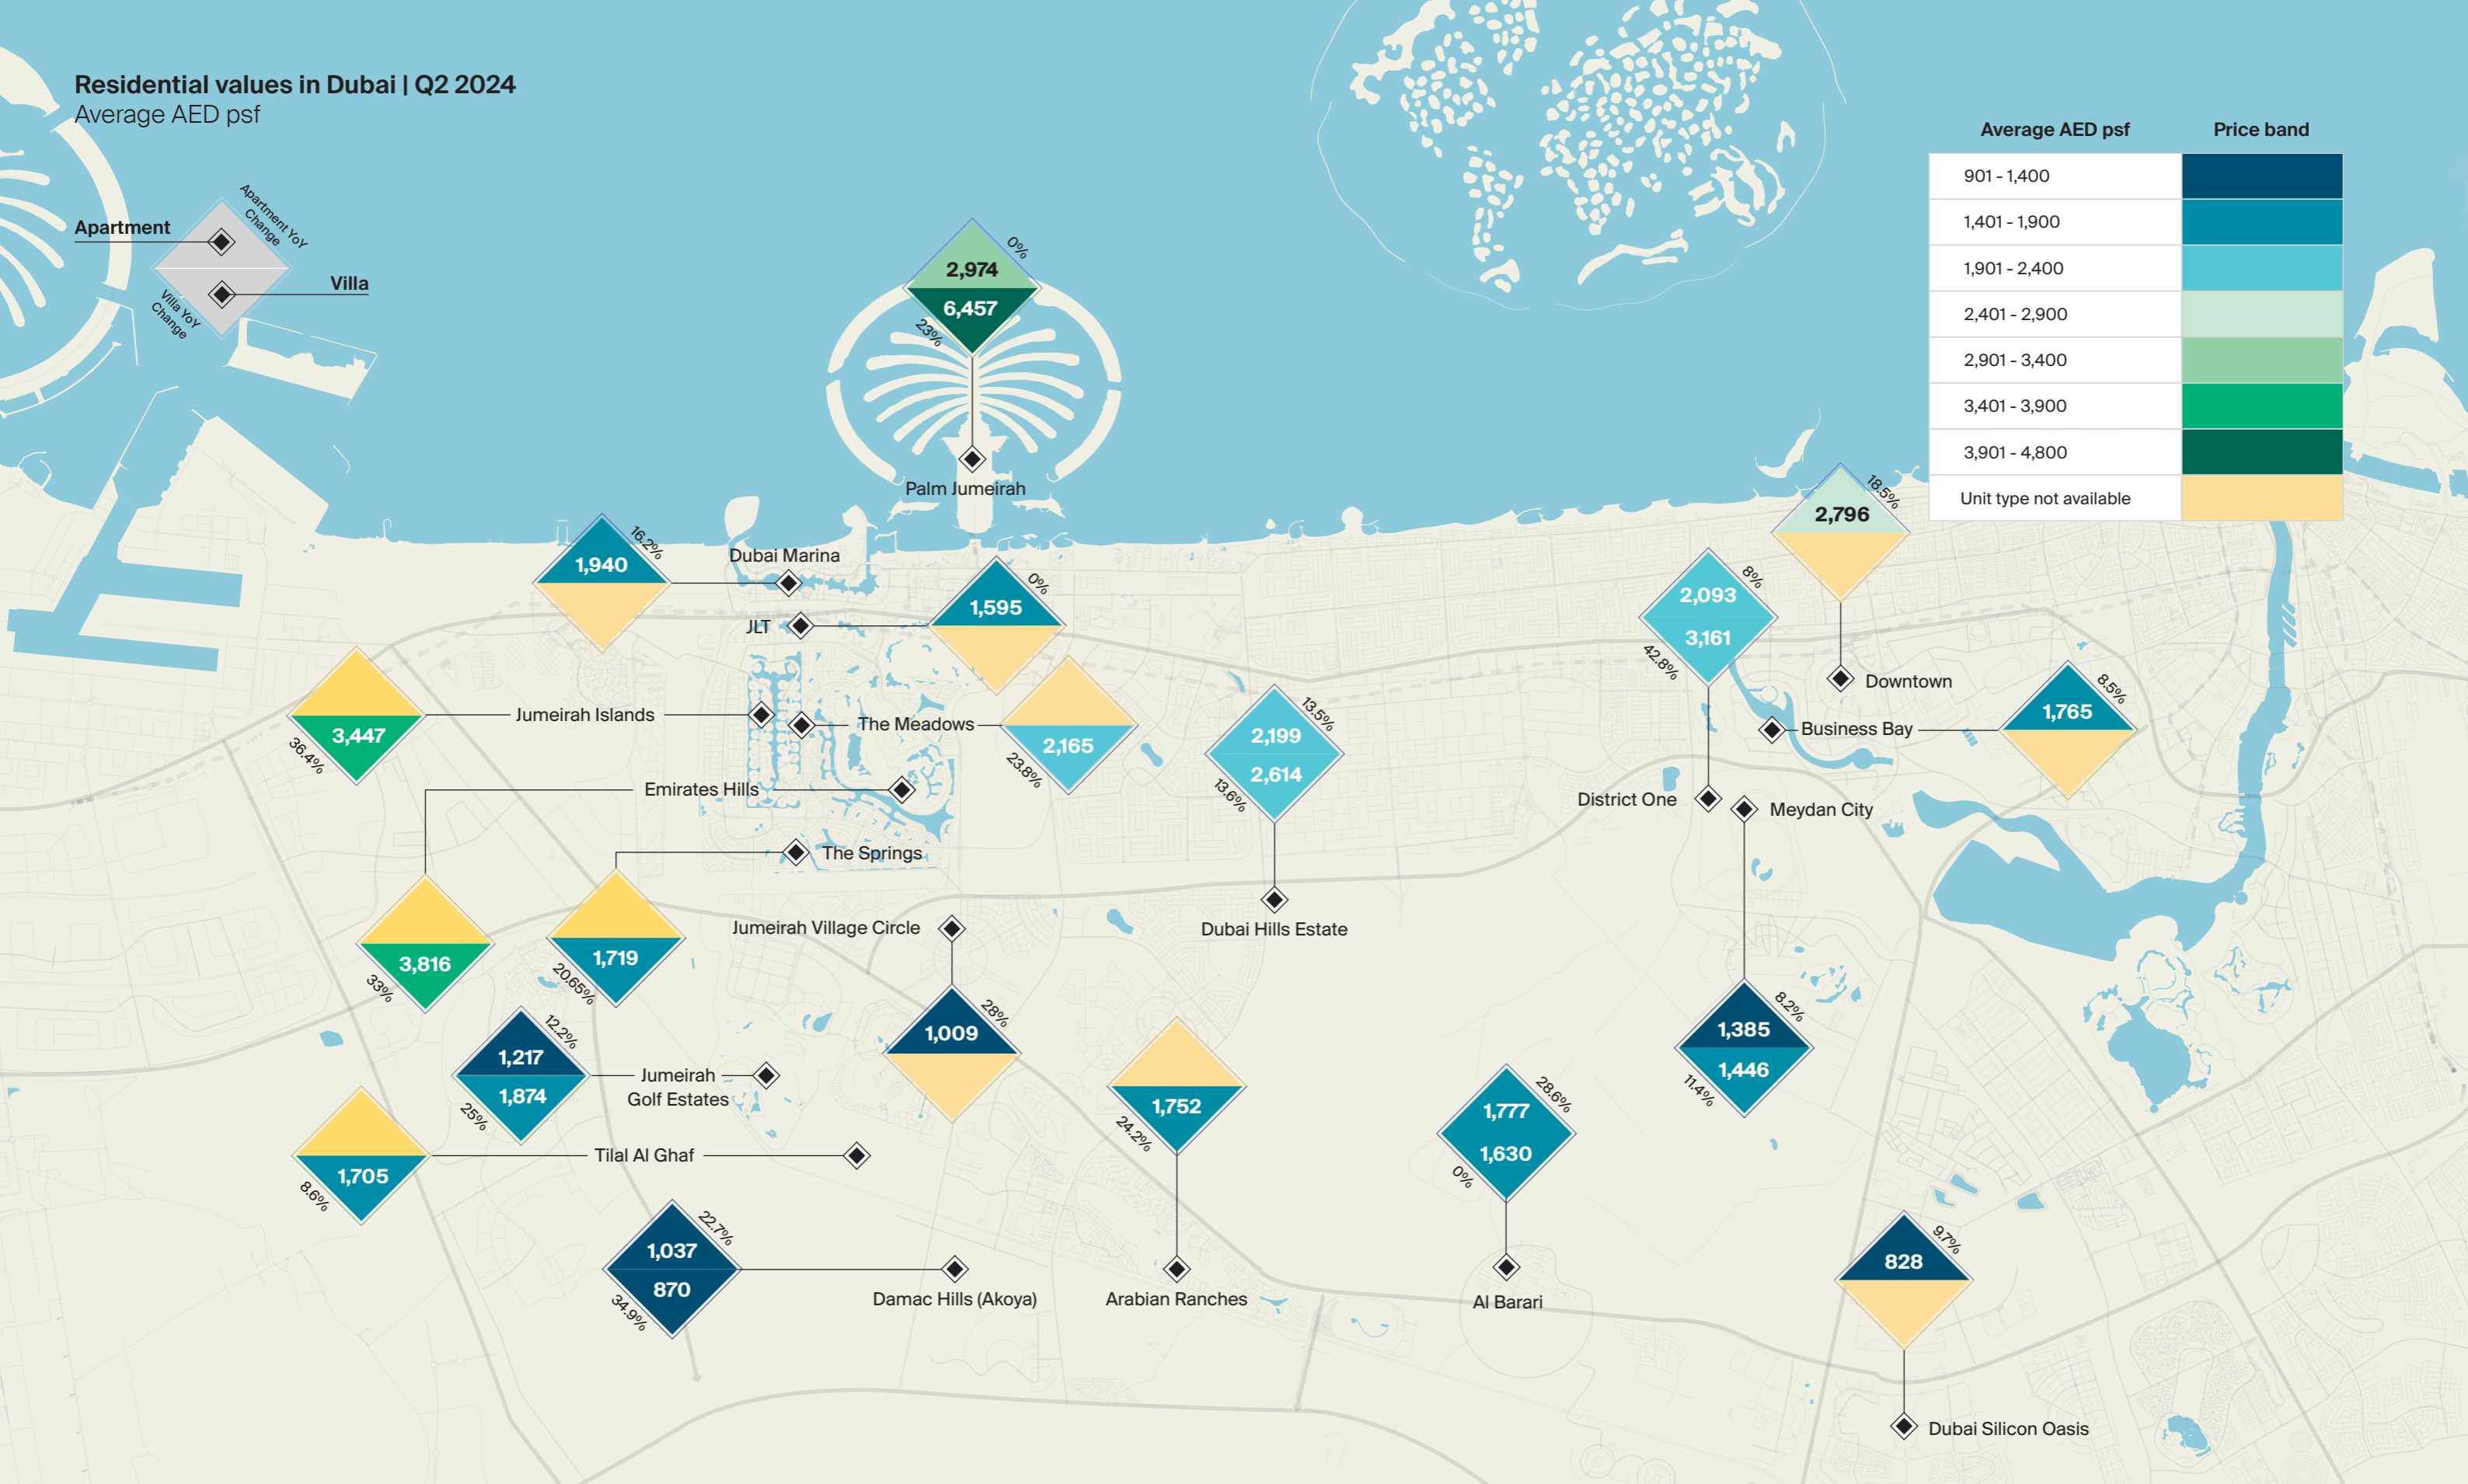 Residential values in Dubai | Q2 2024
Average AED psf
Apartment
Apartment YoY
Change
Villa
Villa YoY
Change
Average AED psf
Price band
901 - 1,400
1,401 - 1,900
1,901 - 2,400
2,401 - 2,900
2,901 - 3,400
3,401 - 3,900
3,901 - 4,800
Unit type not available
0%
2,974
6,457
23%
Palm Jumeirah
16.2%
1,940
Dubai Marina
0%
1,595
JLT
18.5%
2,796
Downtown
8%
2,093
3,161
42.8%
District One
8.5%
1,765
Business Bay
3,447
36.4%
Jumeirah Islands
The Meadows
2,165
23.8%
13.5%
2,199
2,614
13.6%
Dubai Hills Estate
Emirates Hills
3,816
33%
The Springs
1,719
20.65%
Meydan City
8.2%
1,385
1,446
11.4%
Jumeirah Village Circle
28%
1,009
12.2%
1,217
1,874
25%
Jumeirah
Golf Estates
1,752
24.2%
Arabian Ranches
28.6%
1,777
1,630
0%
Al Barari
Tilal Al Ghaf
1,705
8.6%
22.7%
1,037
870
34.9%
Damac Hills (Akoya)
9.7%
828
Dubai Silicon Oasis